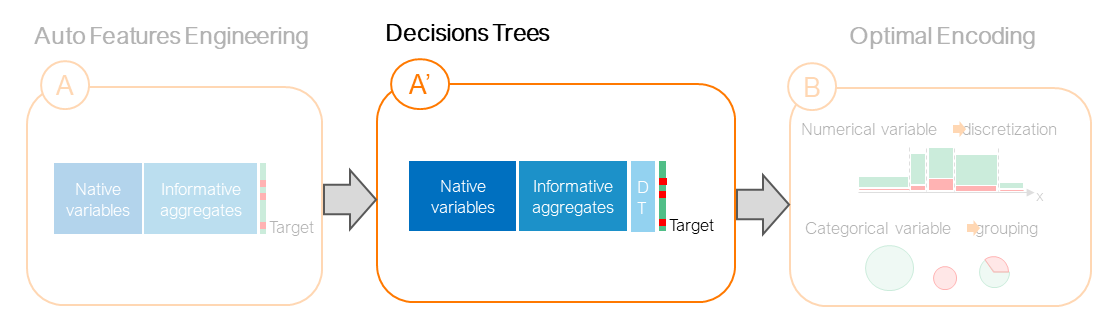 Auto Features Engineering
A
Native
variables
Informative
aggregates
Target
Decisions Trees
A’
Native
variables
Informative
aggregates
D
T
Target
Optimal Encoding
B
Numerical variable discretization
x
Categorical variable grouping